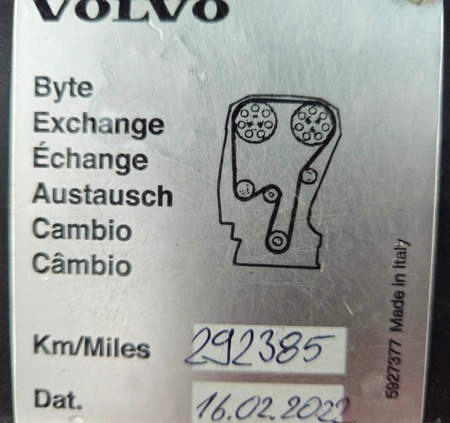 VOLVO
Byte
Exchange
Échange
Austausch
Cambio
Câmbio
Km/Miles 292385
Dat. 16.02.2022
5927377 Made in Italy